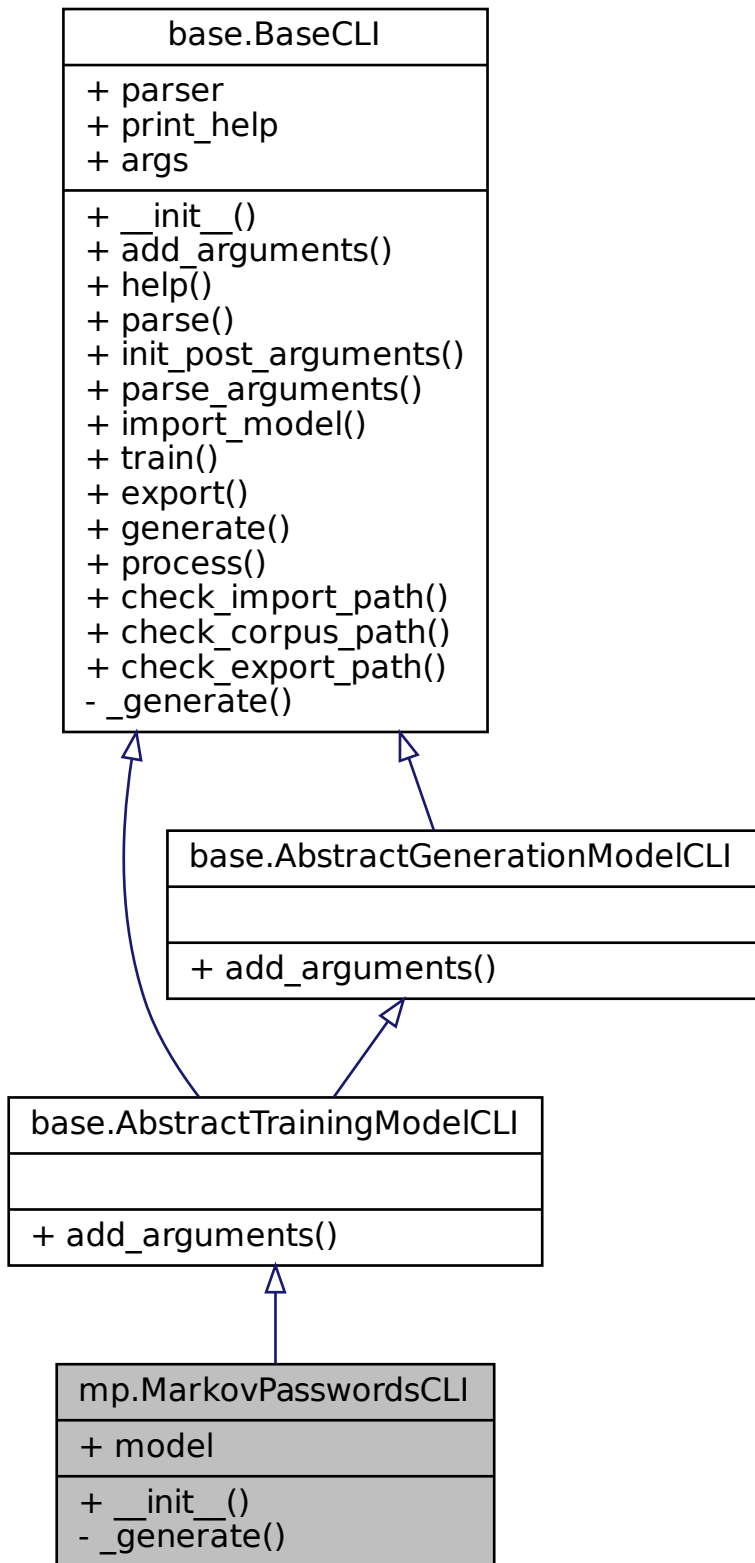 base.BaseCLI
+ parser
+ print_help
+ args
+ __init__()
+ add_arguments()
+ help()
+ parse()
+ init_post_arguments()
+ parse_arguments()
+ import_model()
+ train()
+ export()
+ generate()
+ process()
+ check_import_path()
+ check_corpus_path()
+ check_export_path()
- _generate()
base.AbstractGenerationModelCLI
+ add_arguments()
base.AbstractTrainingModelCLI
+ add_arguments()
mp.MarkovPasswordsCLI
+ model
+ __init__()
- _generate()